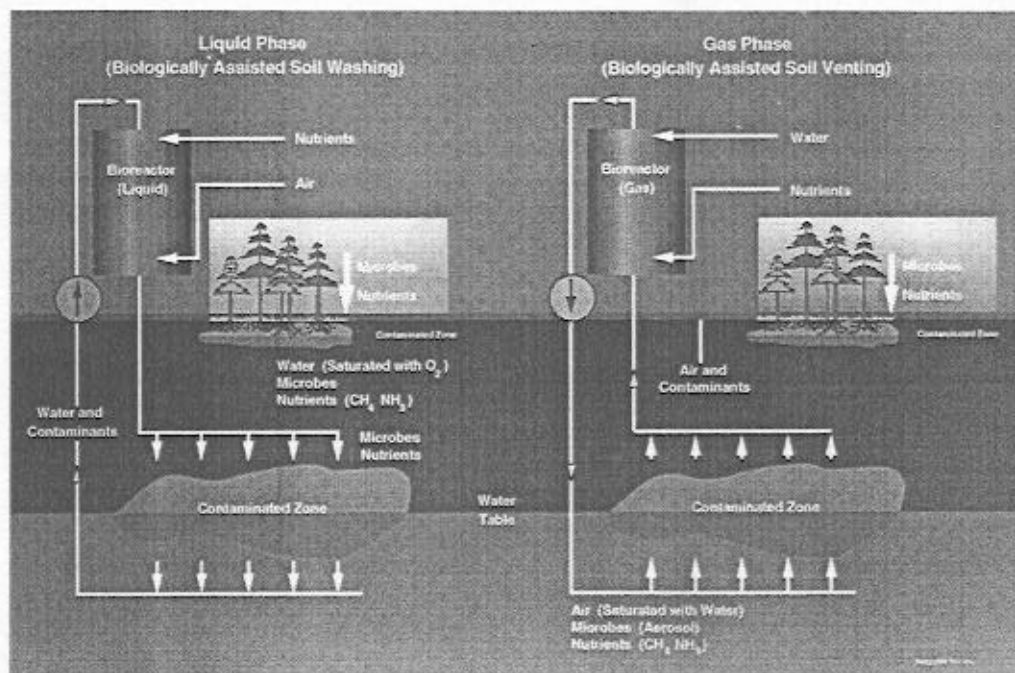 Liquid Phase
(Biologically Assisted Soil Washing)
Nutrients
Bioreactor
(Liquid)
Air
Microbes
Nutrients
Contaminated Zone
Water (Saturated with O2)
Microbes
Nutrients (CH4 NH3)
Water and
Contaminants
Microbes
Nutrients
Contaminated Zone
Water
Table
Gas Phase
(Biologically Assisted Soil Venting)
Water
Bioreactor
(Gas)
Nutrients
Microbes
Nutrients
Contaminated Zone
Air and
Contaminants
Contaminated Zone
Air (Saturated with Water)
Microbes (Aerosol)
Nutrients (CH4 NH3)